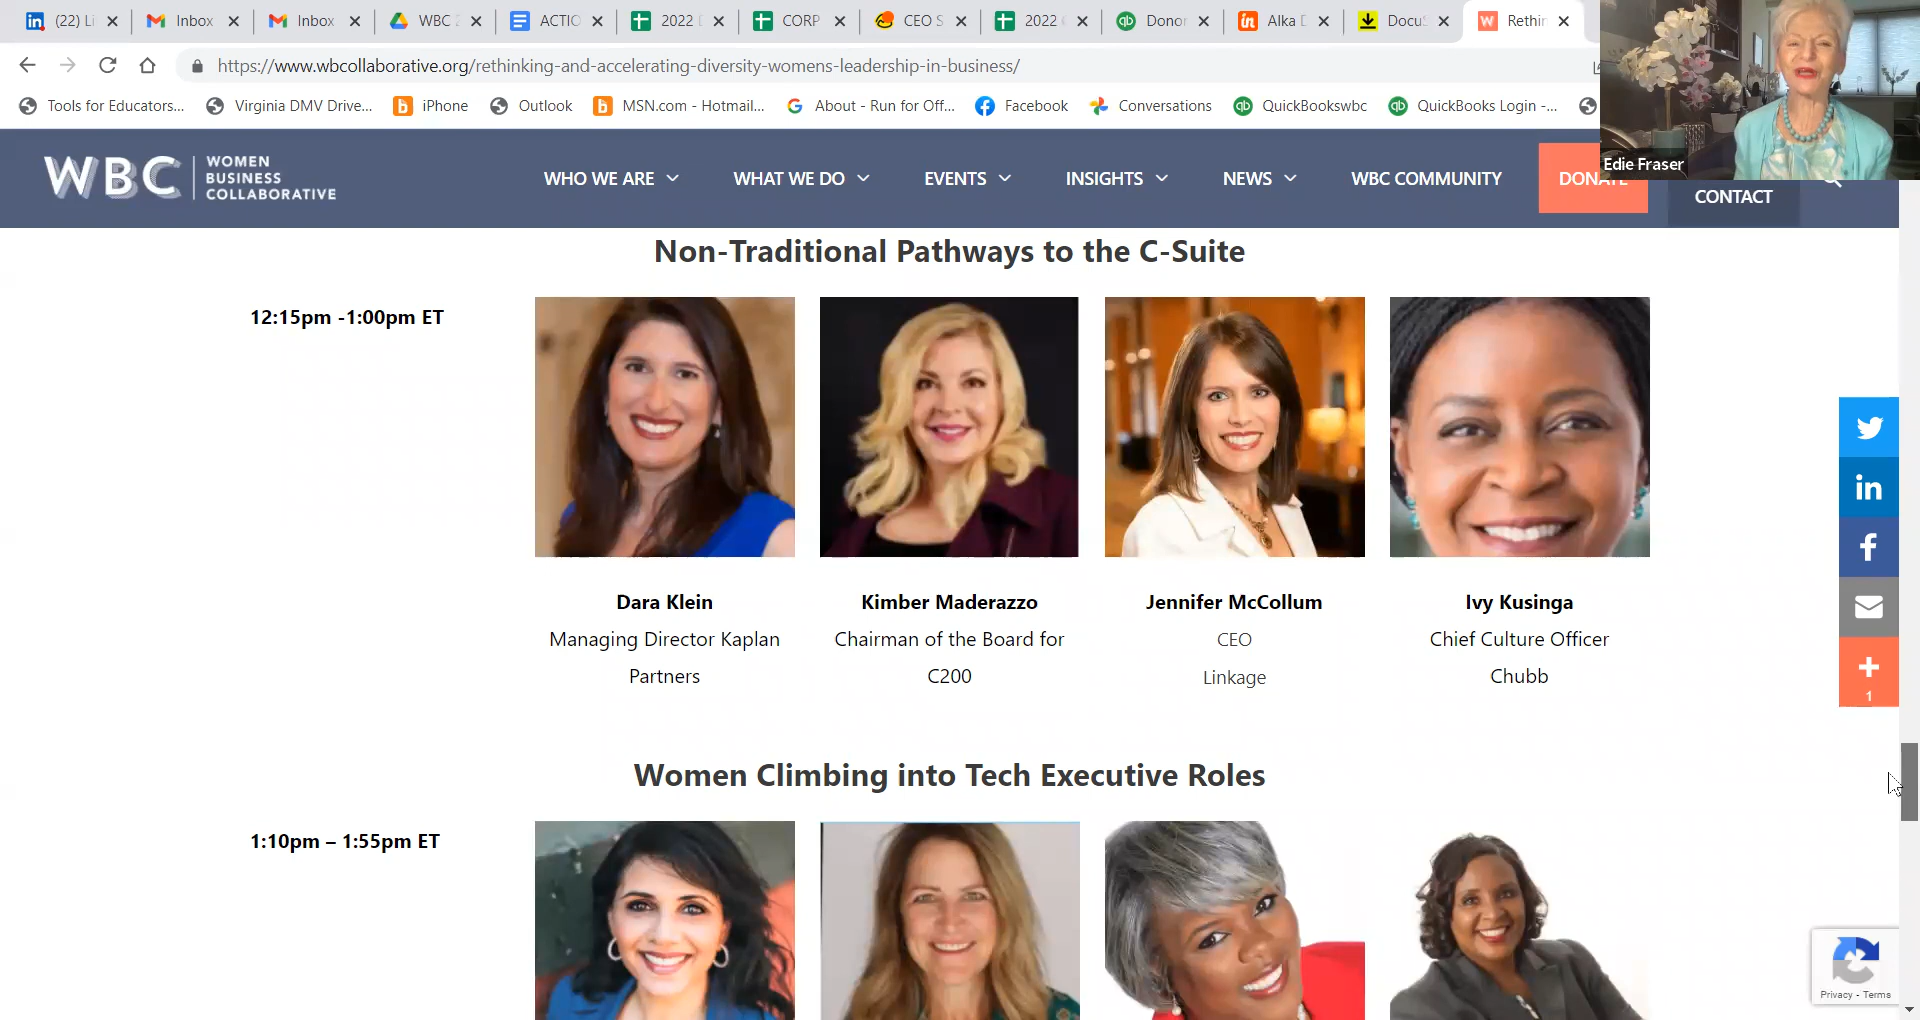 (22) Li
Inbox
Inbox
WBC 2
ACTIO
2022
CORP
CEO S
2022
Donor
Alka D
Docu
Rethin
https://www.wbcollaborative.org/rethinking-and-accelerating-diversity-womens-leadership-in-business/
Tools for Educators...
Virginia DMV Drive...
iPhone
Outlook
MSN.com - Hotmail...
About - Run for Off...
Facebook
Conversations
QuickBookswbc
QuickBooks Login -...
Edie Fraser
WBC
WOMEN
BUSINESS
COLLABORATIVE
WHO WE ARE
WHAT WE DO
EVENTS
INSIGHTS
NEWS
WBC COMMUNITY
DONATE
CONTACT
Non-Traditional Pathways to the C-Suite
12:15pm -1:00pm ET
Dara Klein
Managing Director Kaplan
Partners
Kimber Maderazzo
Chairman of the Board for
C200
Jennifer McCollum
CEO
Linkage
Ivy Kusinga
Chief Culture Officer
Chubb
1
Women Climbing into Tech Executive Roles
1:10pm – 1:55pm ET
Privacy - Terms